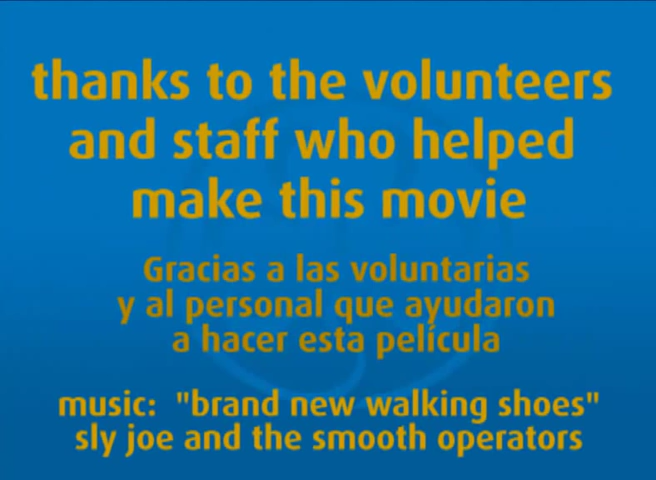 thanks to the volunteers
and staff who helped
make this movie
Gracias a las voluntarias
y al personal que ayudaron
a hacer esta película
music: "brand new walking shoes"
sly joe and the smooth operators